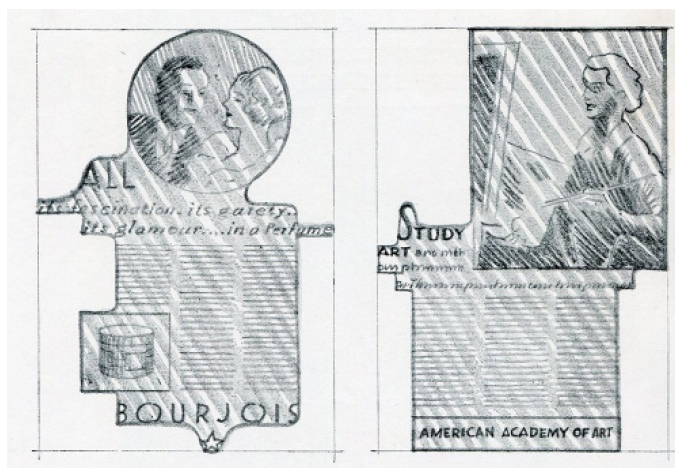 ALL
its fascination. its gaiety.
its glamour.... in a Perfume
BOURJOIS
STUDY
ART
AMERICAN ACADEMY OF ART